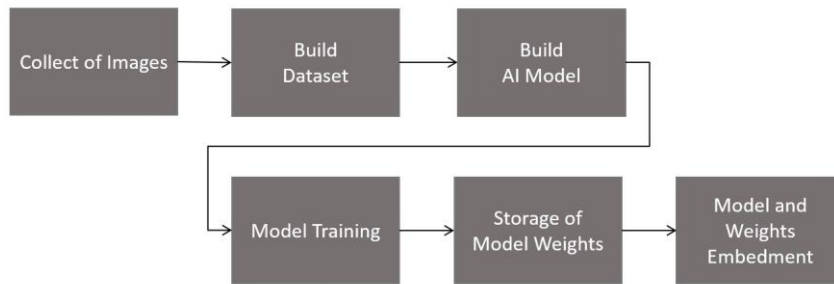 Collect of Images
Build
Dataset
Build
AI Model
Model Training
Storage of
Model Weights
Model and
Weights
Embedment